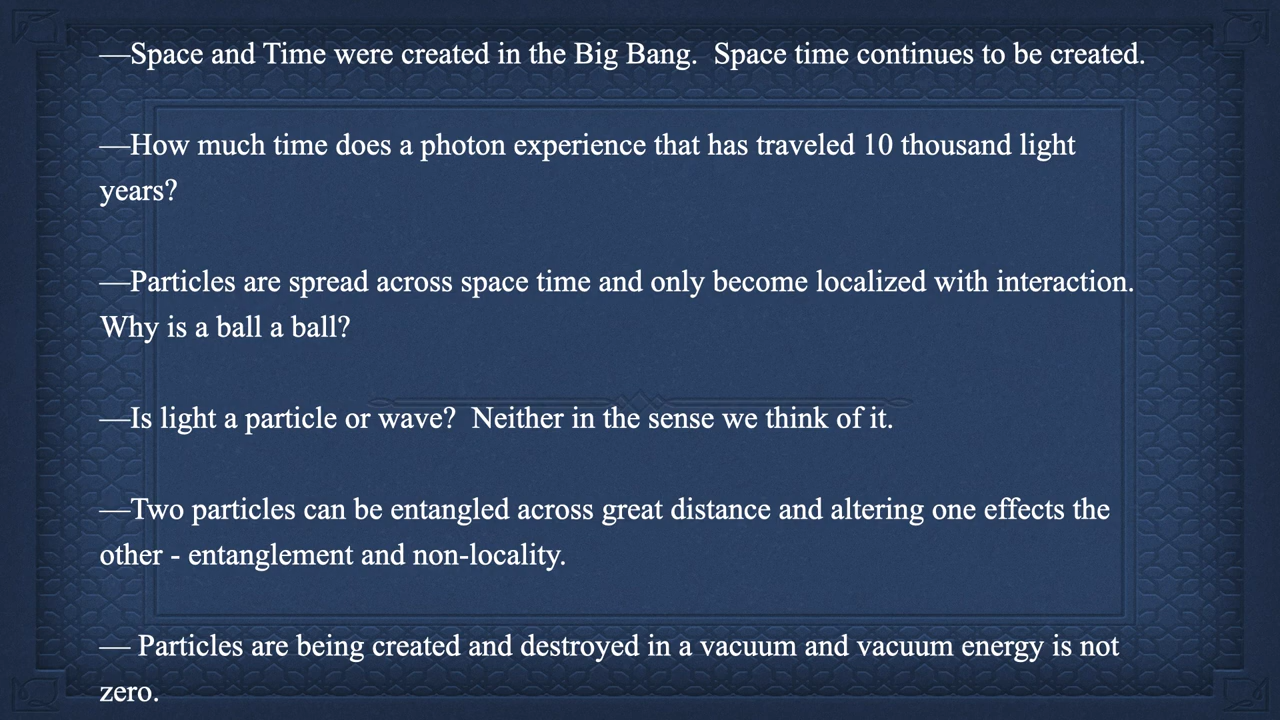 —Space and Time were created in the Big Bang.  Space time continues to be created.
—How much time does a photon experience that has traveled 10 thousand light
years?
—Particles are spread across space time and only become localized with interaction.
Why is a ball a ball?
—Is light a particle or wave?  Neither in the sense we think of it.
—Two particles can be entangled across great distance and altering one effects the
other - entanglement and non-locality.
— Particles are being created and destroyed in a vacuum and vacuum energy is not
zero.